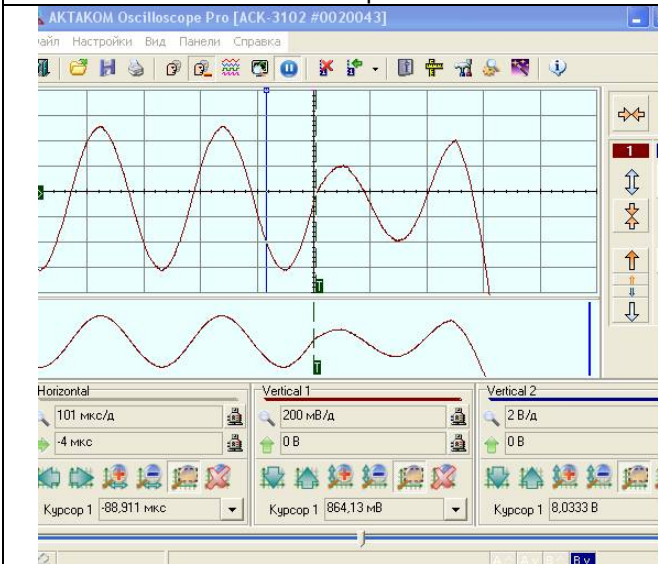 AKTAKOM Oscilloscope Pro [ACK-3102 #0020043]
Настройки Вид Панели Справка
1
T
T
Horizontal
101 мкс/д
-4 мкс
Курсор 1 -88,911 мкс
Vertical 1
200 мВ/д
0 В
Курсор 1 864,13 мВ
Vertical 2
2 В/д
0 В
Курсор 1 8,0333 В